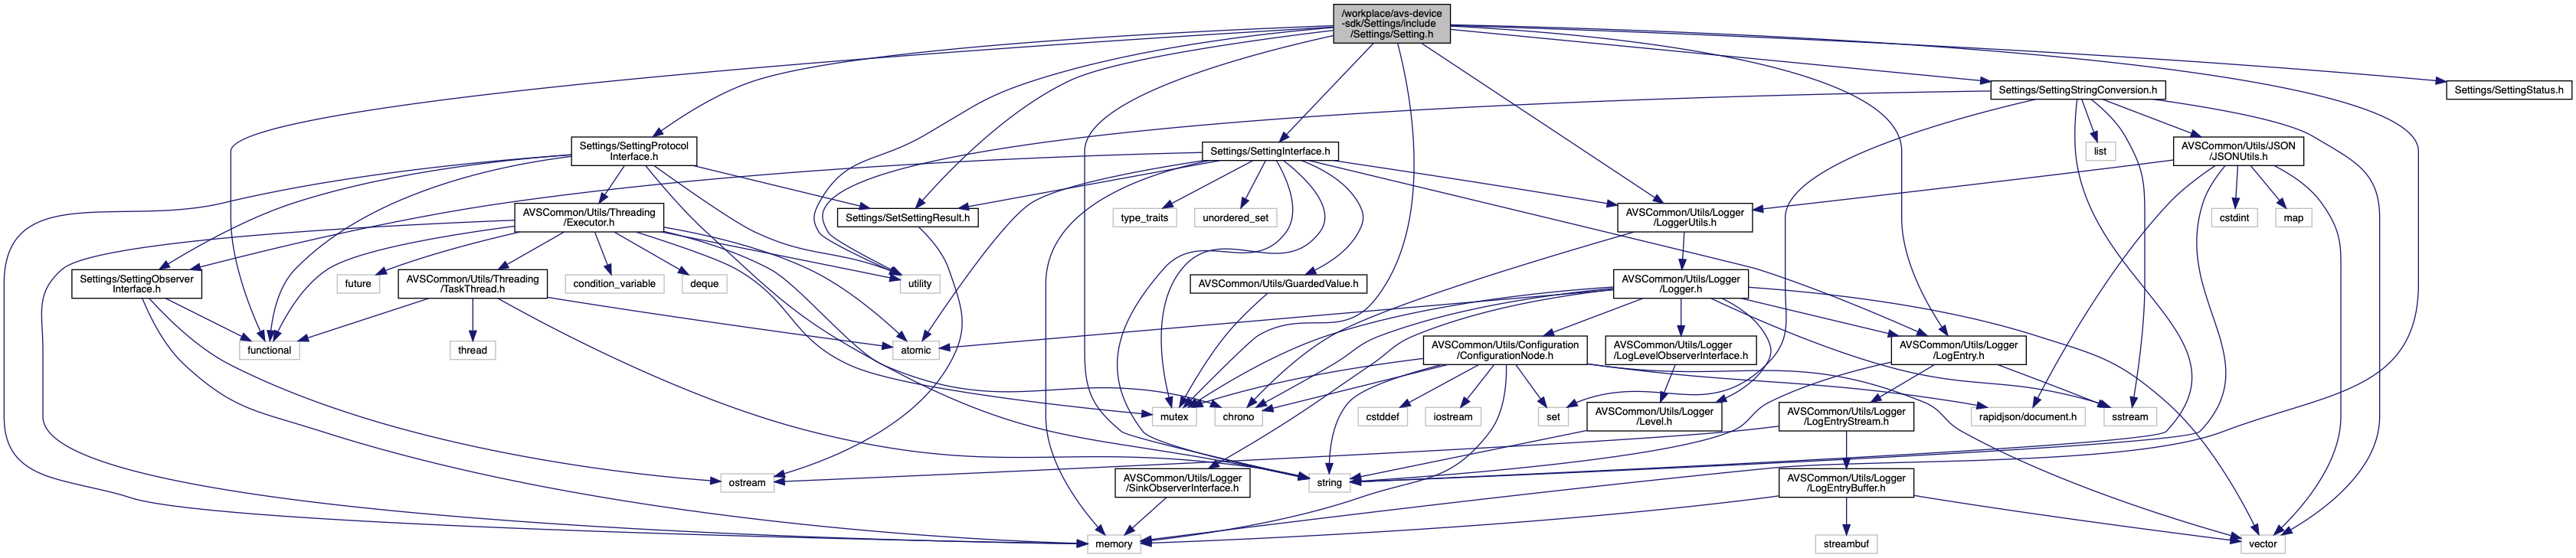 /workplace/avs-device
-sdk/Settings/include
/Settings/Setting.h
Settings/SettingStringConversion.h
Settings/SettingStatus.h
Settings/SettingProtocol
Interface.h
Settings/SettingInterface.h
list
AVSCommon/Utils/JSON
/JSONUtils.h
AVSCommon/Utils/Threading
/Executor.h
Settings/SetSettingResult.h
type_traits
unordered_set
AVSCommon/Utils/Logger
/LoggerUtils.h
cstdint
map
Settings/SettingObserver
Interface.h
future
AVSCommon/Utils/Threading
/TaskThread.h
condition_variable
deque
utility
AVSCommon/Utils/GuardedValue.h
AVSCommon/Utils/Logger
/Logger.h
functional
thread
atomic
AVSCommon/Utils/Configuration
/ConfigurationNode.h
AVSCommon/Utils/Logger
/LogLevelObserverInterface.h
AVSCommon/Utils/Logger
/LogEntry.h
mutex
chrono
cstddef
iostream
set
AVSCommon/Utils/Logger
/Level.h
AVSCommon/Utils/Logger
/LogEntryStream.h
rapidjson/document.h
sstream
ostream
AVSCommon/Utils/Logger
/SinkObserverInterface.h
string
AVSCommon/Utils/Logger
/LogEntryBuffer.h
memory
streambuf
vector